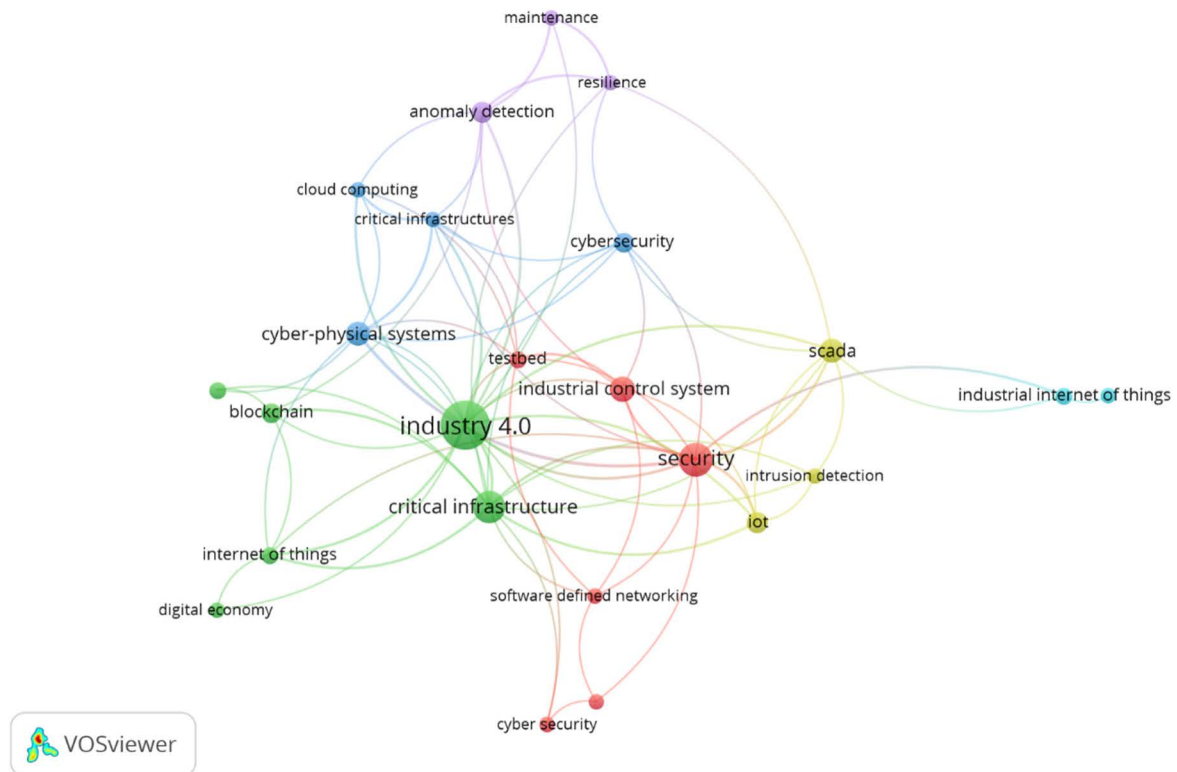 maintenance
resilience
anomaly detection
cloud computing
critical infrastructures
cybersecurity
cyber-physical systems
testbed
scada
industrial control system
industrial internet of things
blockchain
industry 4.0
security
intrusion detection
critical infrastructure
iot
internet of things
software defined networking
digital economy
cyber security
VOSviewer